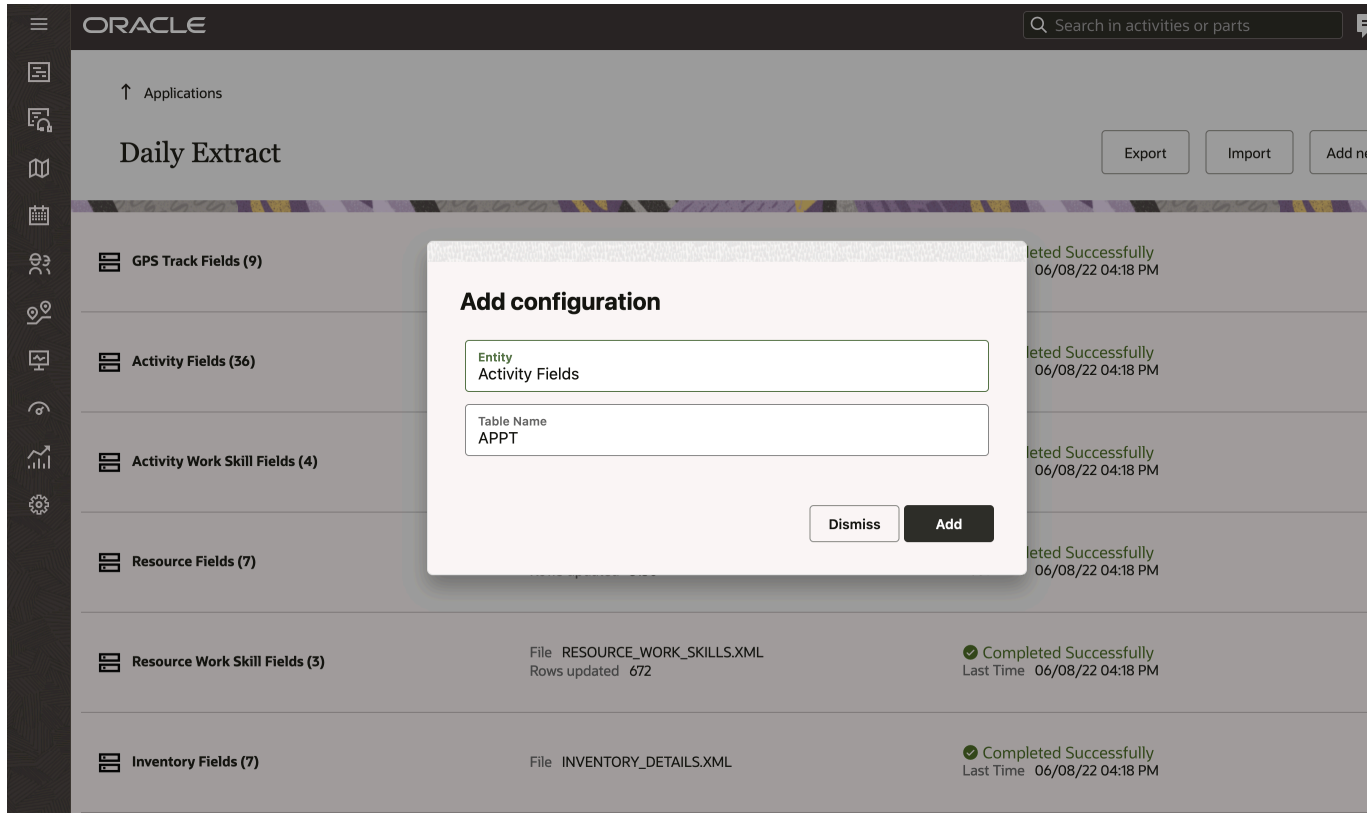 ORACLE
Search in activities or parts
Applications
Daily Extract
Export
Import
Add
GPS Track Fields (9)
Completed Successfully
06/08/22 04:18 PM
Add configuration
Entity
Activity Fields
Table Name
APPT
Dismiss
Add
Activity Fields (36)
Successfully
06/08/22 04:18 PM
Activity Work Skill Fields (4)
Successfully
06/08/22 04:18 PM
Resource Fields (7)
Successfully
06/08/22 04:18 PM
Resource Work Skill Fields (3)
File RESOURCE_WORK_SKILLS.XML
Rows updated 672
Completed Successfully
Last Time 06/08/22 04:18 PM
Inventory Fields (7)
File INVENTORY_DETAILS.XML
Completed Successfully
Last Time 06/08/22 04:18 PM